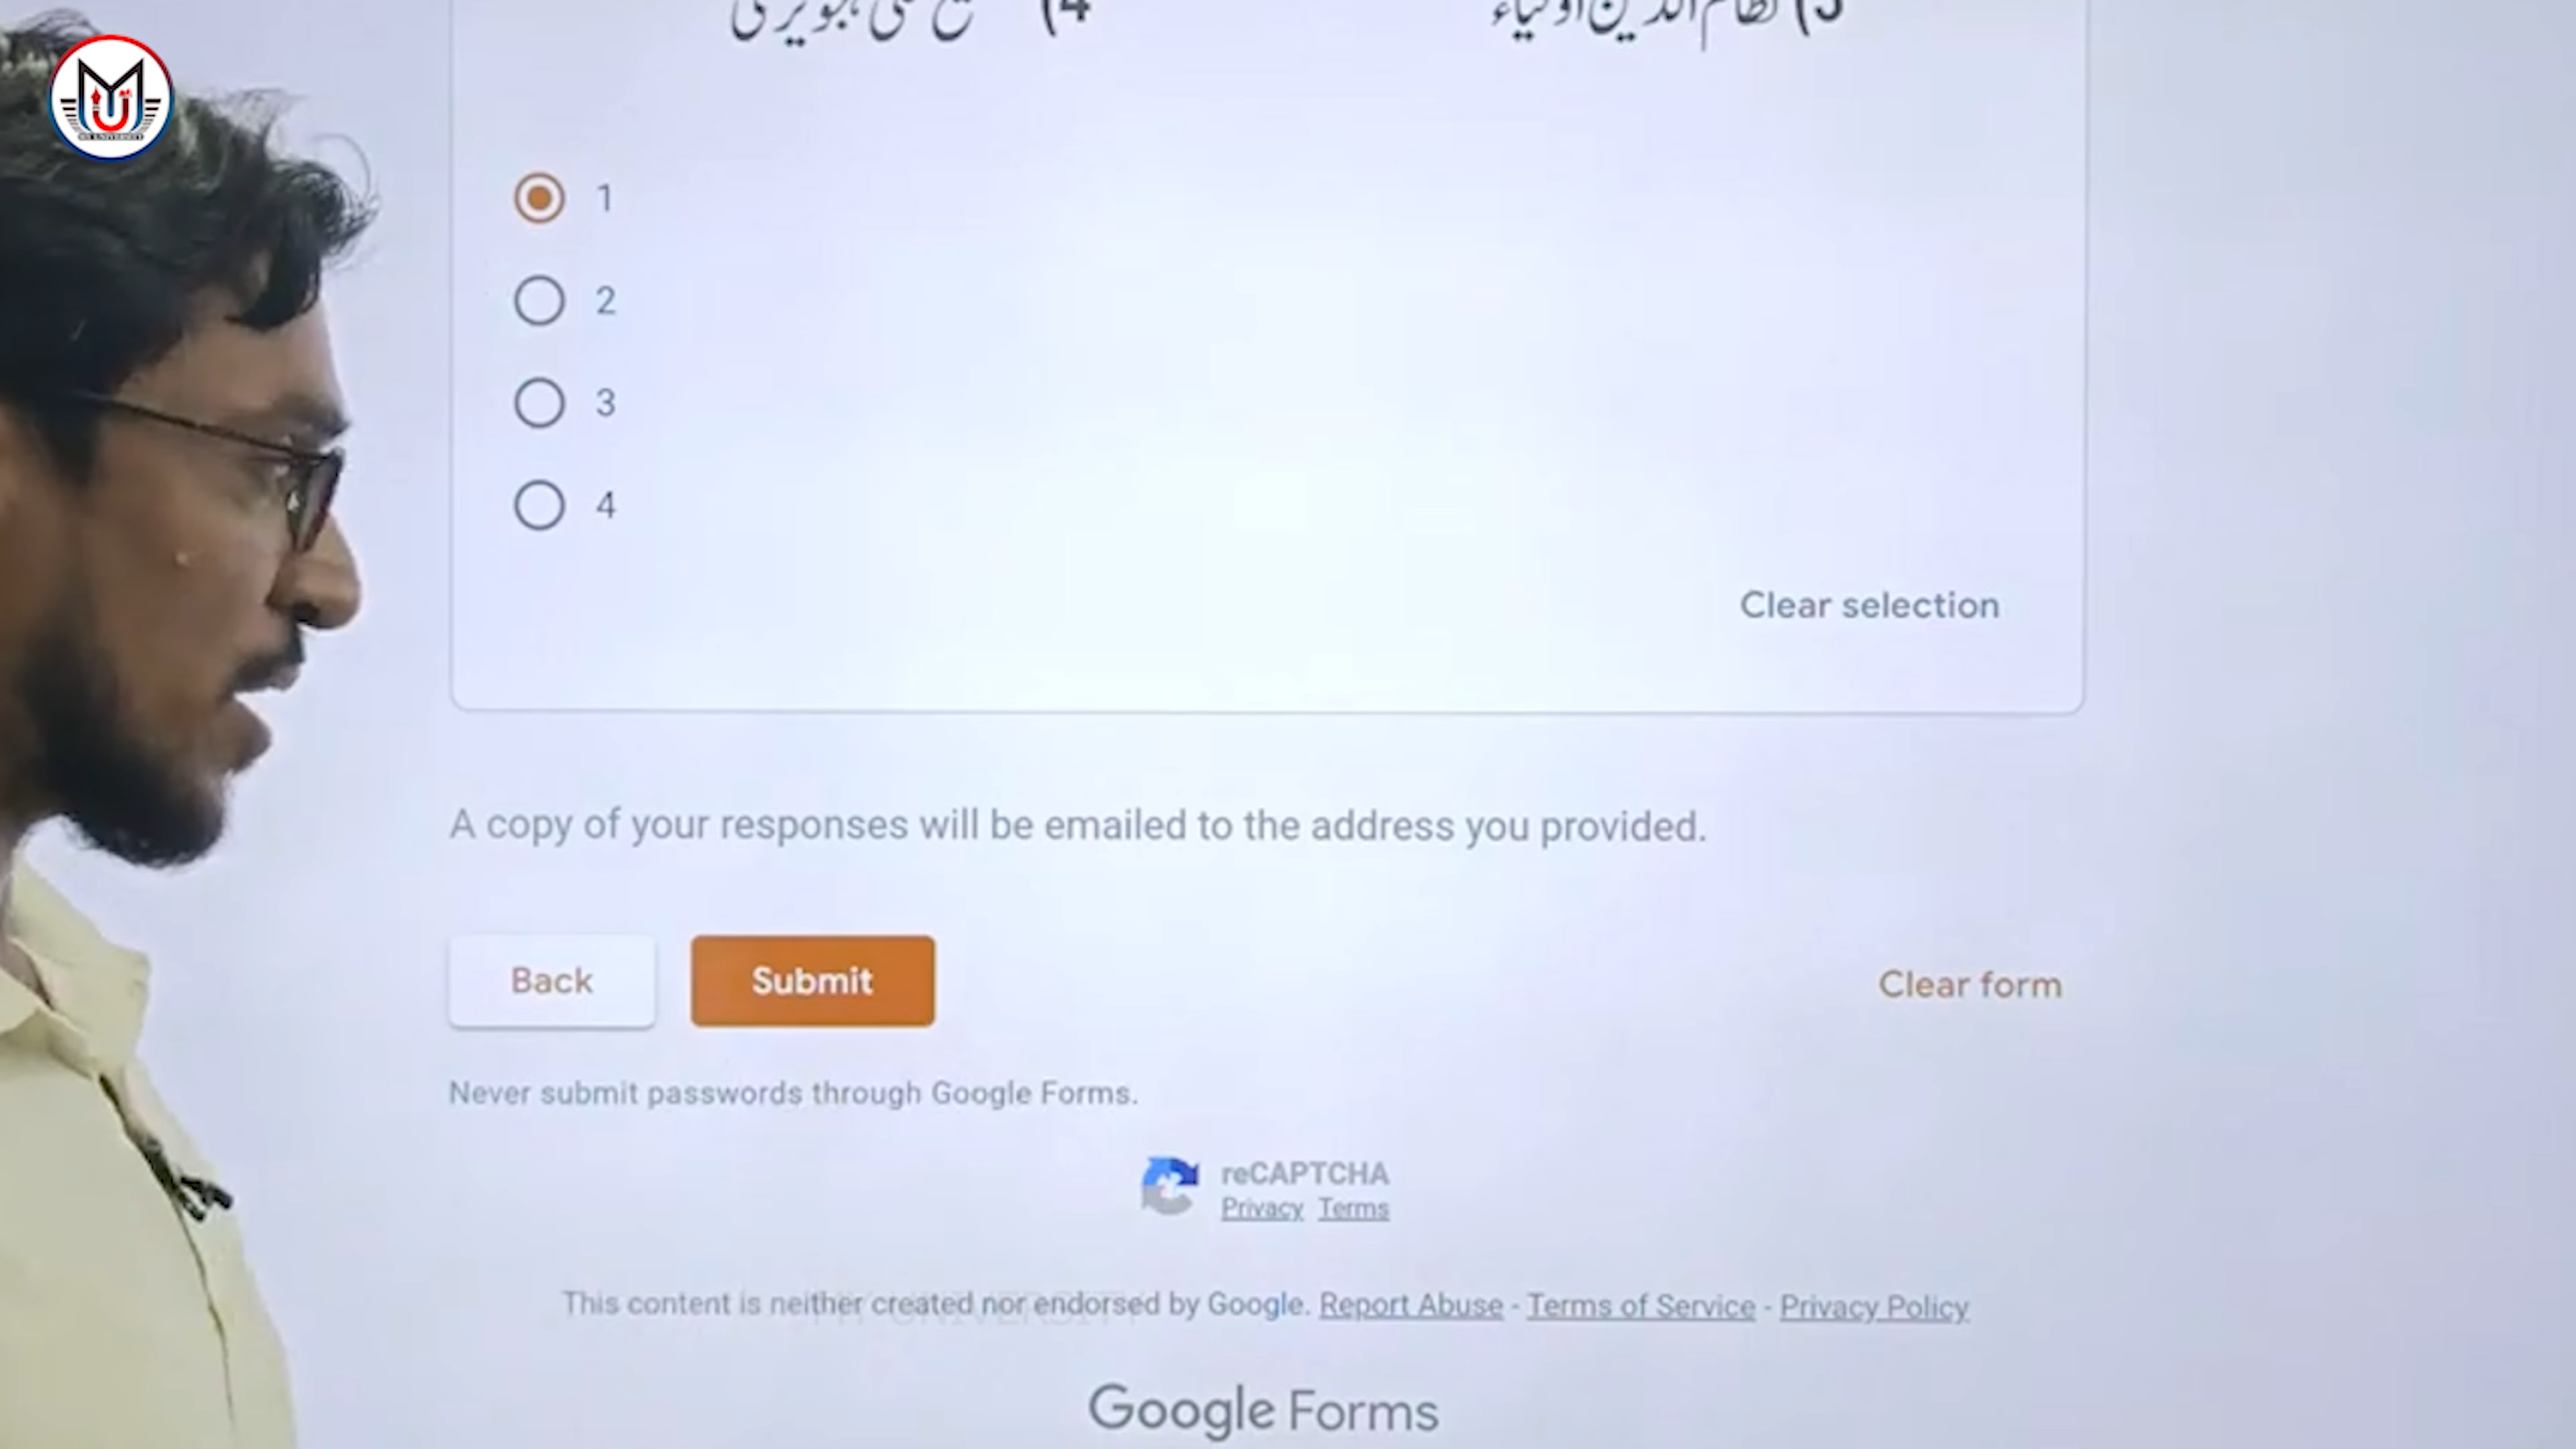 3) نظام الدین اولیاء 4) ہجویری
1
2
3
4
Clear selection
A copy of your responses will be emailed to the address you provided.
Back Submit Clear form
Never submit passwords through Google Forms.
reCAPTCHA
Privacy Terms
This content is neither created nor endorsed by Google. Report Abuse - Terms of Service - Privacy Policy
Google Forms